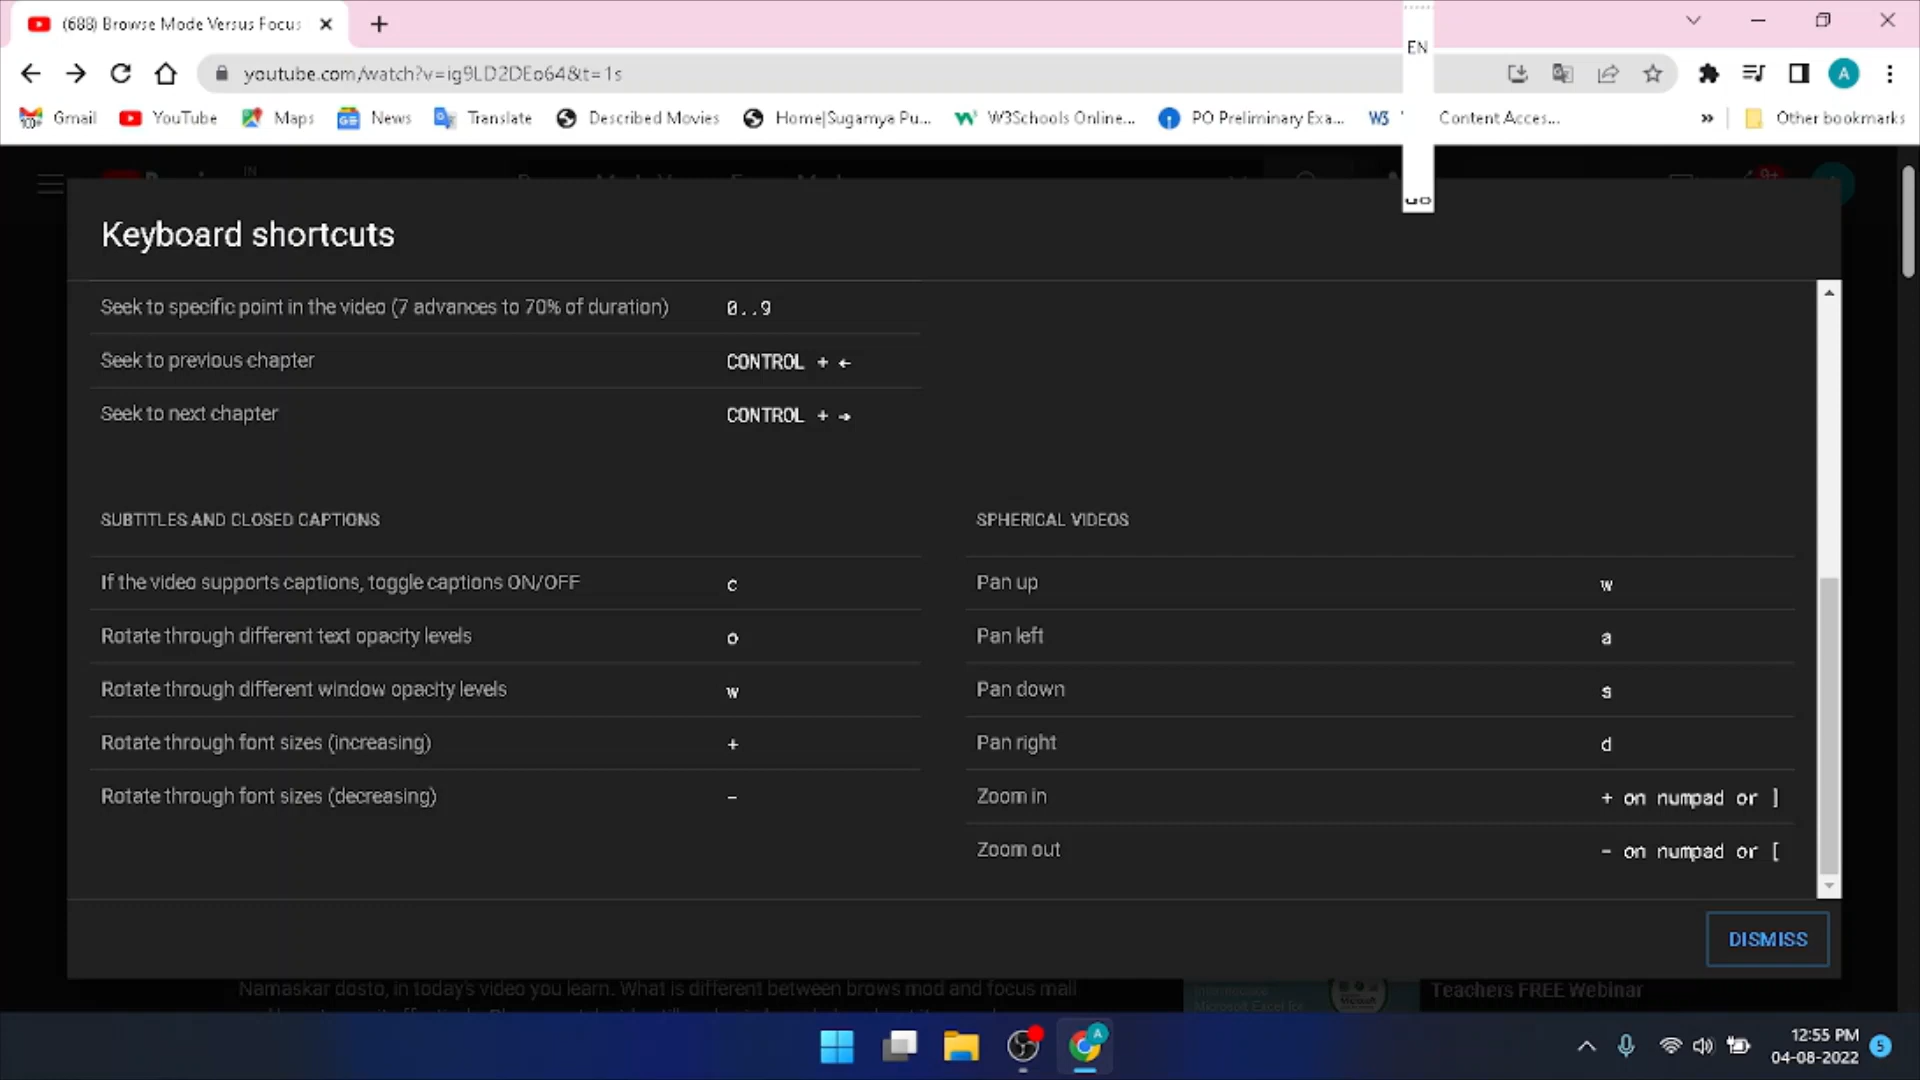 (688) Browse Mode Versus Focus
EN
youtube.com/watch?v=ig9LD2DEo64&t=1s
A
Gmail
YouTube
Maps
News
Translate
Described Movies
Home|Sugamya Pu...
W3Schools Online...
PO Preliminary Exa...
Content Acces...
»
Other bookmarks
IN
9+
Keyboard shortcuts
Seek to specific point in the video (7 advances to 70% of duration) 0..9
Seek to previous chapter CONTROL + ←
Seek to next chapter CONTROL + →
SUBTITLES AND CLOSED CAPTIONS
If the video supports captions, toggle captions ON/OFF c
Rotate through different text opacity levels o
Rotate through different window opacity levels w
Rotate through font sizes (increasing) +
Rotate through font sizes (decreasing) -
SPHERICAL VIDEOS
Pan up w
Pan left a
Pan down s
Pan right d
Zoom in + on numpad or ]
Zoom out - on numpad or [
DISMISS
Namaskar dosto, in today's video you learn. What is different between brows mod and focus mall
Microsoft Excel for
Teachers FREE Webinar
A
12:55 PM
04-08-2022
5